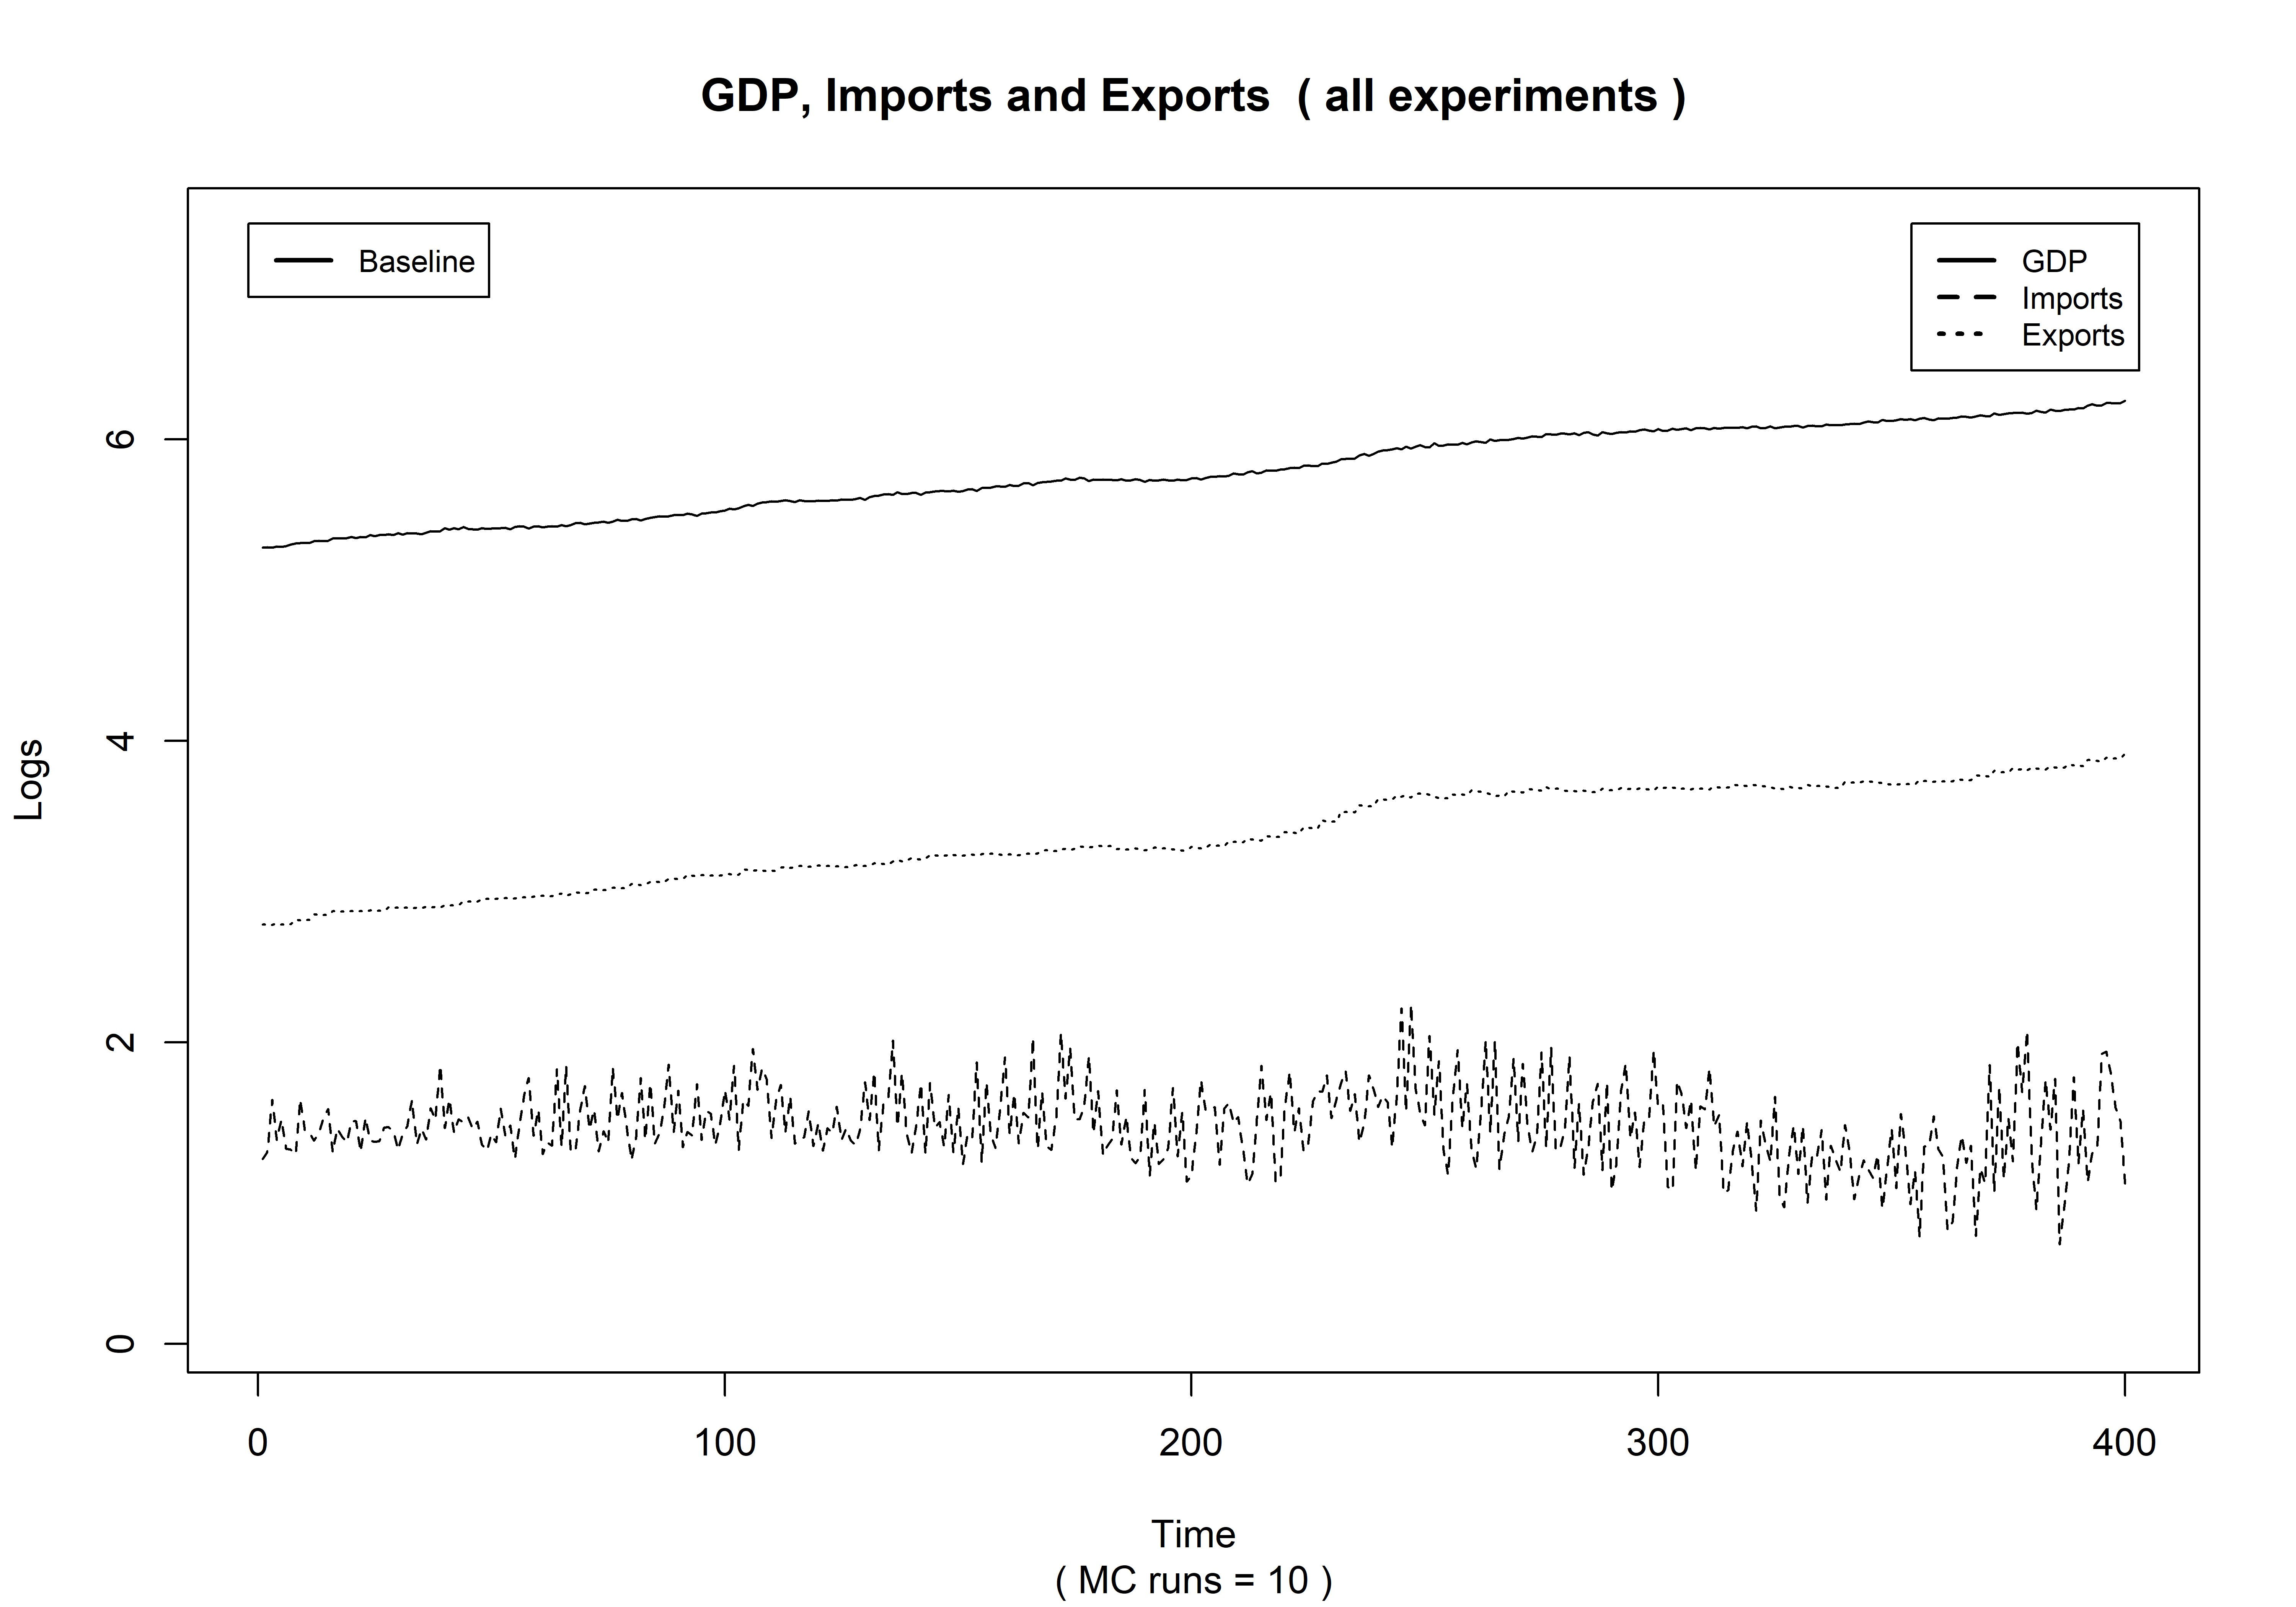 GDP, Imports and Exports ( all experiments )
Baseline
GDP
Imports
Exports
Logs
6
4
2
0
0 100 200 300 400
Time
( MC runs = 10 )